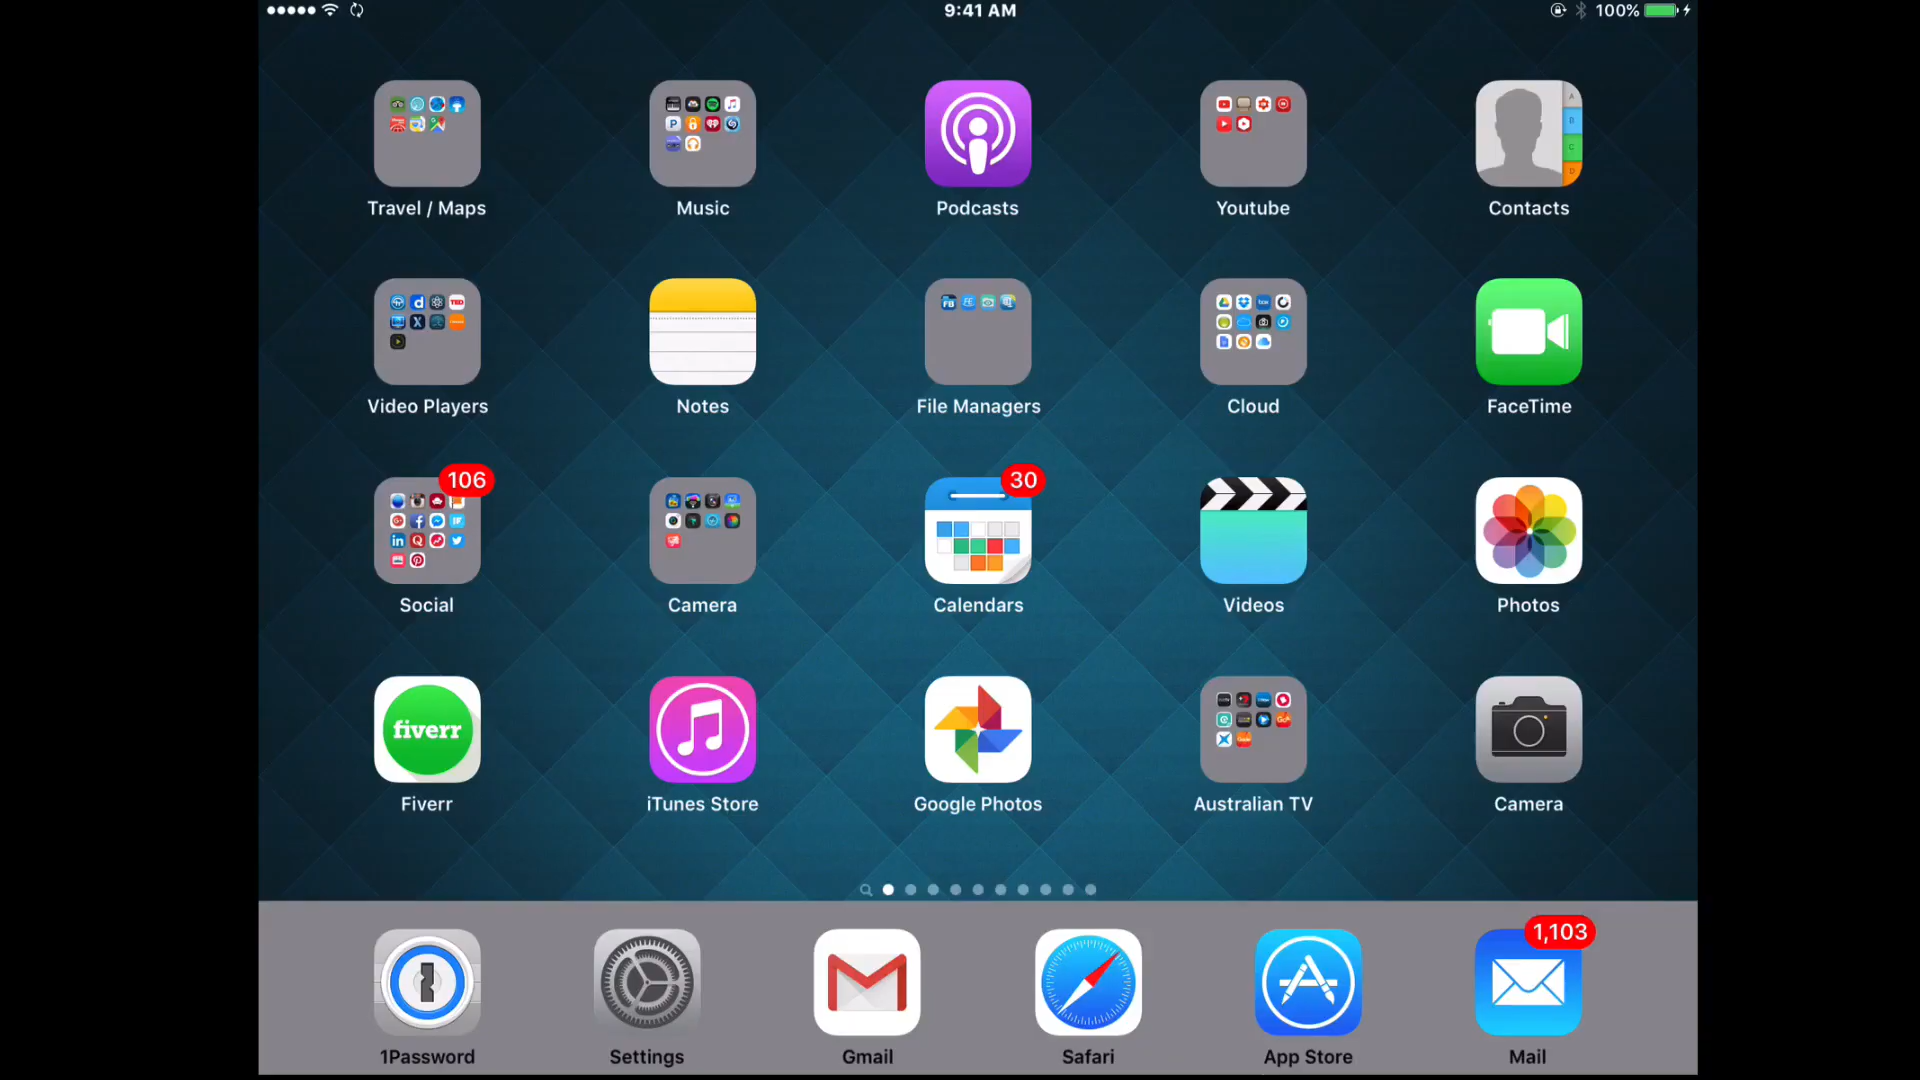 9:41 AM
100%
Travel / Maps
Music
Podcasts
Youtube
Contacts
Video Players
Notes
File Managers
Cloud
FaceTime
106
30
Social
Camera
Calendars
Videos
Photos
fiverr
Fiverr
iTunes Store
Google Photos
Australian TV
Camera
1,103
1Password
Settings
Gmail
Safari
App Store
Mail